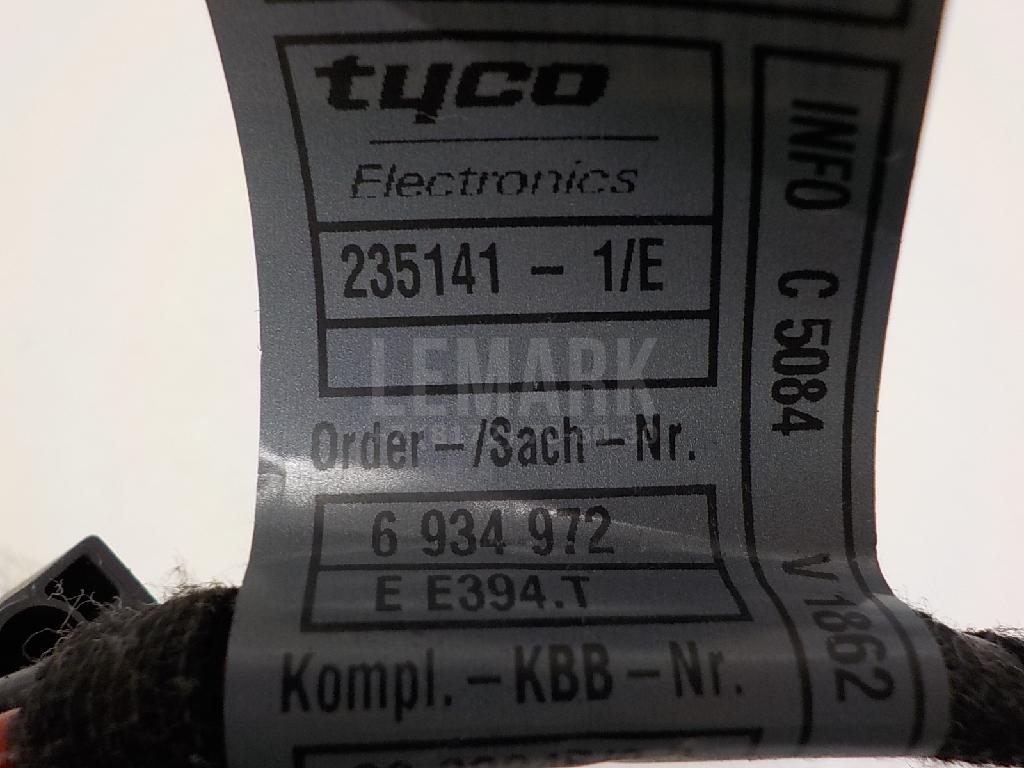 tyco
Electronics
235141 - 1/E
LEMARK
Order-/Sach-Nr.
6 934 972
E E394.T
Kompl.-KBB-Nr.
INFO C 5084 V 1862